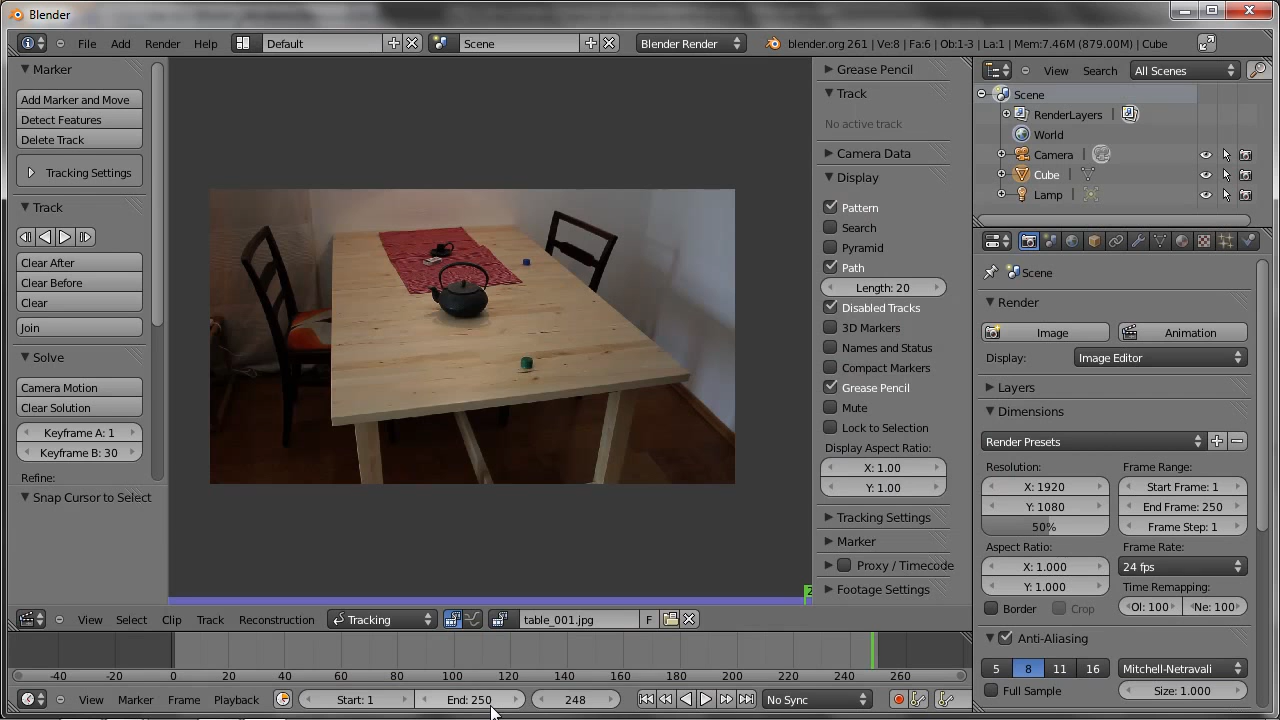 Blender
File Add Render Help Default Scene Blender Render blender.org 261 | Ve:8 | Fa:6 | Ob:1-3 | La:1 | Mem:7.46M (879.00M) | Cube
Marker
Add Marker and Move
Detect Features
Delete Track
Tracking Settings
Track
Clear After
Clear Before
Clear
Join
Solve
Camera Motion
Clear Solution
Keyframe A: 1
Keyframe B: 30
Refine:
Snap Cursor to Select
Grease Pencil
Track
No active track
Camera Data
Display
Pattern
Search
Pyramid
Path
Length: 20
Disabled Tracks
3D Markers
Names and Status
Compact Markers
Grease Pencil
Mute
Lock to Selection
Display Aspect Ratio:
X: 1.00
Y: 1.00
Tracking Settings
Marker
Proxy / Timecode
Footage Settings
2
View Select Clip Track Reconstruction Tracking table_001.jpg F
-40 -20 0 20 40 60 80 100 120 140 160 180 200 220 240 260
View Marker Frame Playback Start: 1 End: 250 248 No Sync
View Search All Scenes
Scene
RenderLayers |
World
Camera |
Cube |
Lamp |
Scene
Render
Image Animation
Display: Image Editor
Layers
Dimensions
Render Presets
Resolution: Frame Range:
X: 1920 Start Frame: 1
Y: 1080 End Frame: 250
50% Frame Step: 1
Aspect Ratio: Frame Rate:
X: 1.000 24 fps
Y: 1.000 Time Remapping:
Border Crop Ol: 100 Ne: 100
Anti-Aliasing
5 8 11 16 Mitchell-Netravali
Full Sample Size: 1.000